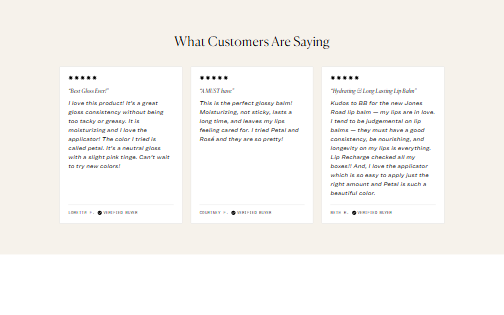 What Customers Are Saying
★★★★★
"Best Gloss Ever!"
I love this product! It's a great
gloss consistency without being
too tacky or greasy. It is
moisturizing and I love the
applicator! The color I tried is
called petal. It's a neutral gloss
with a slight pink tinge. Can't wait
to try new colors!
LORETTA F. VERIFIED BUYER
★★★★★
"A MUST have"
This is the perfect glossy balm!
Moisturizing, not sticky, lasts a
long time, and leaves my lips
feeling cared for. I tried Petal and
Rosé and they are so pretty!
COURTNEY F. VERIFIED BUYER
★★★★★
"Hydrating & Long Lasting Lip Balm"
Kudos to BB for the new Jones
Road lip balm — my lips are in love.
I tend to be judgemental on lip
balms — they must have a good
consistency, be nourishing, and
longevity on my lips is everything.
Lip Recharge checked all my
boxes!! And, I love the applicator
which is so easy to apply just the
right amount and Petal is such a
beautiful color.
VERIFIED BUYER